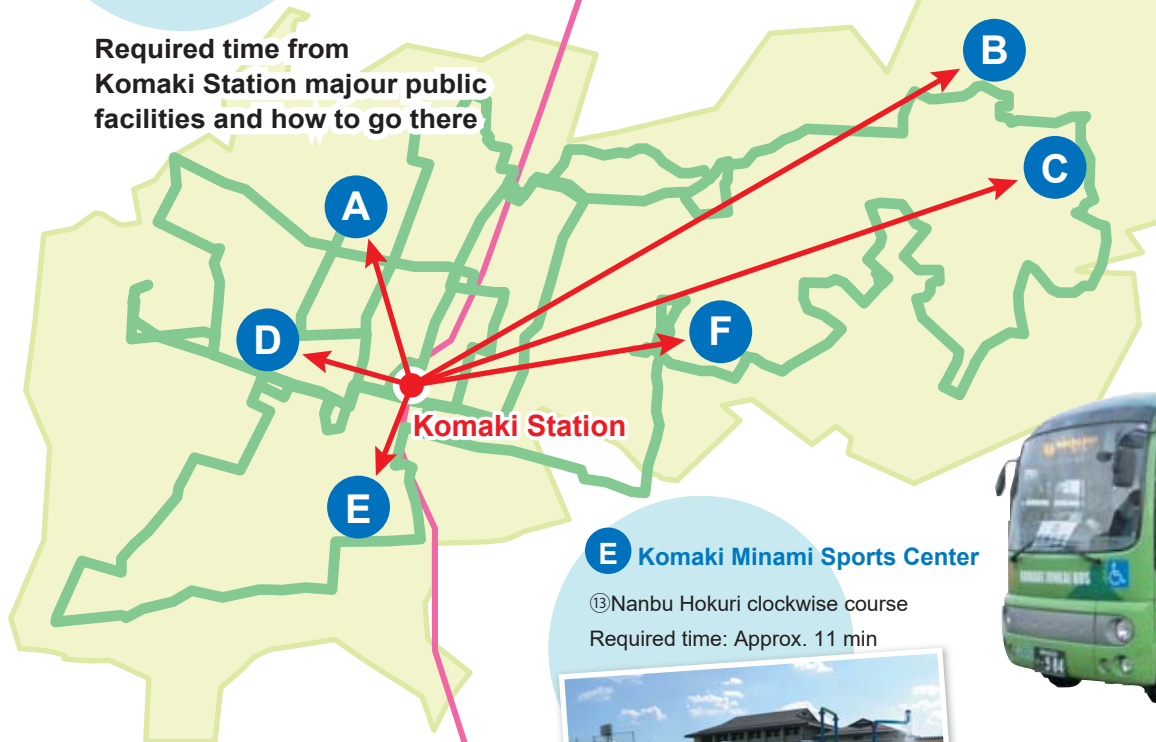 Required time from
Komaki Station majour public
facilities and how to go there
B
C
A
D
F
Komaki Station
E
E Komaki Minami Sports Center
⑬Nanbu Hokuri clockwise course
Required time: Approx. 11 min